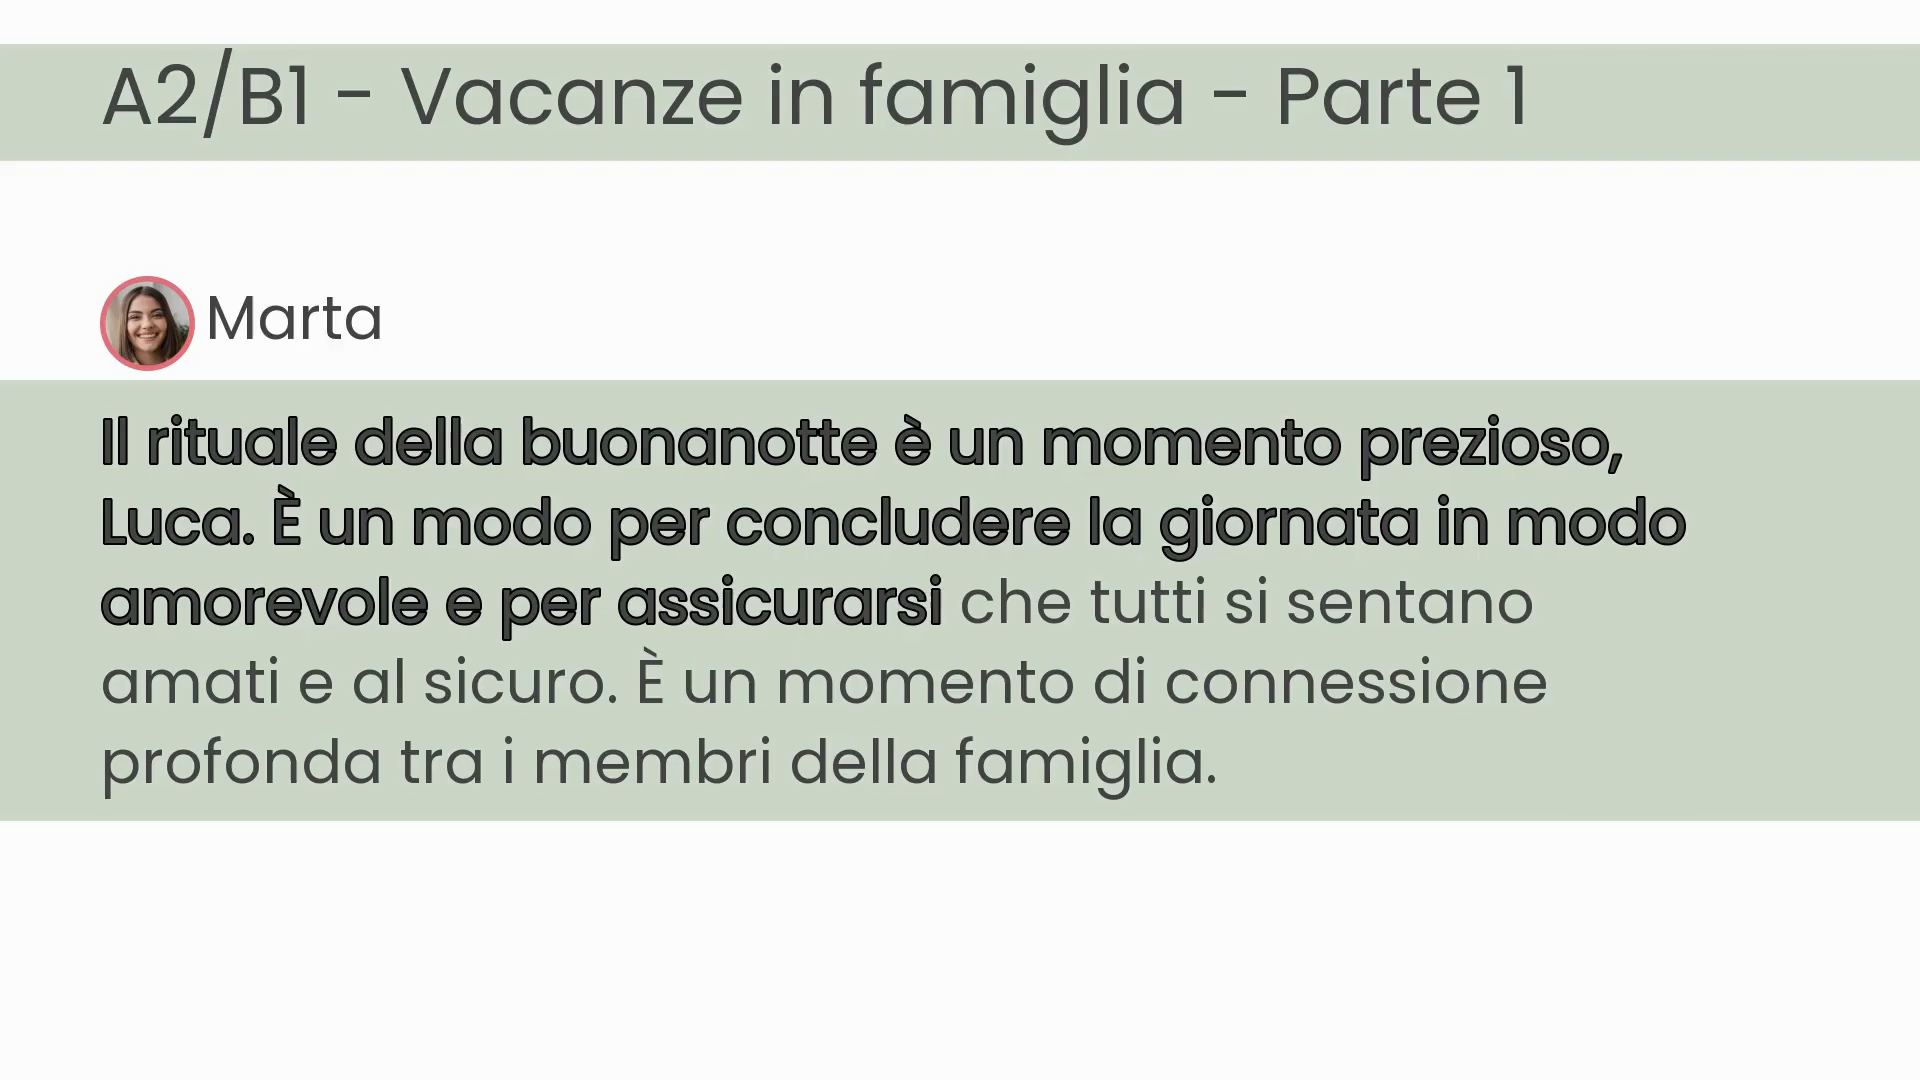 A2/B1 - Vacanze in famiglia - Parte 1
Marta
Il rituale della buonanotte è un momento prezioso,
Luca. È un modo per concludere la giornata in modo
amorevole e per assicurarsi che tutti si sentano
amati e al sicuro. È un momento di connessione
profonda tra i membri della famiglia.